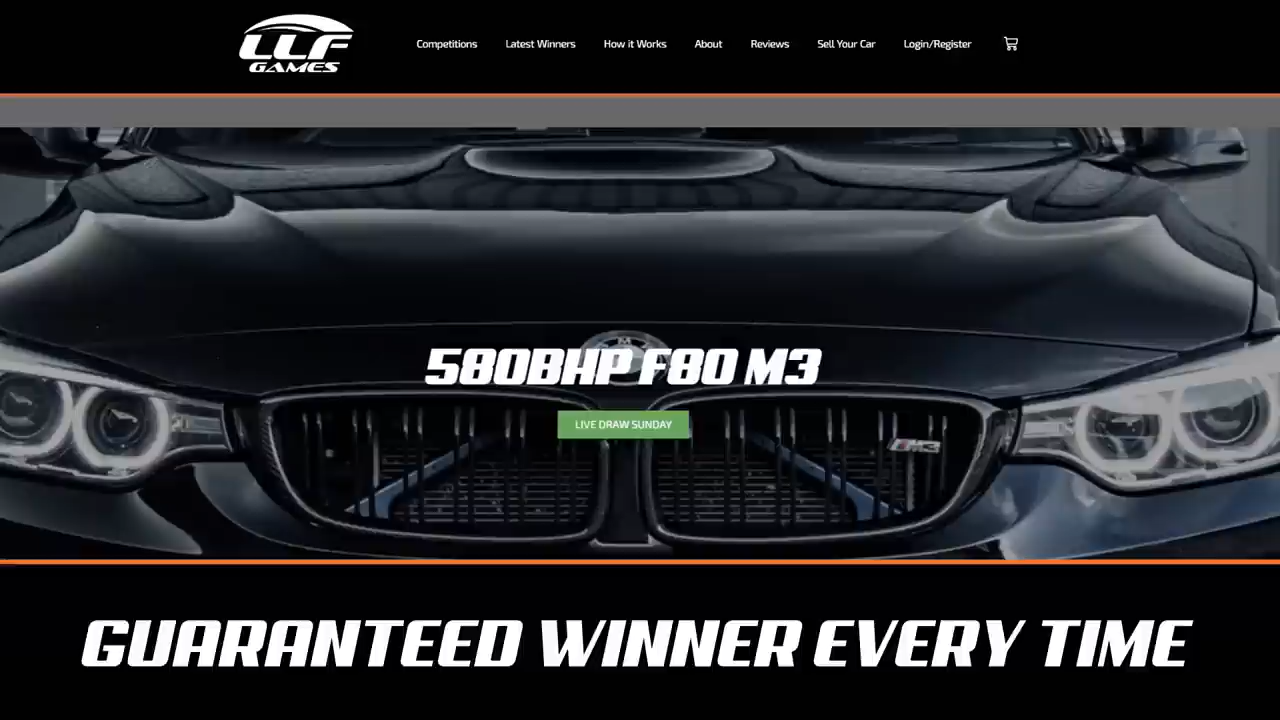 LLF
GAMES
Competitions
Latest Winners
How it Works
About
Reviews
Sell Your Car
Login/Register
580BHP F80 M3
LIVE DRAW SUNDAY
M3
GUARANTEED WINNER EVERY TIME